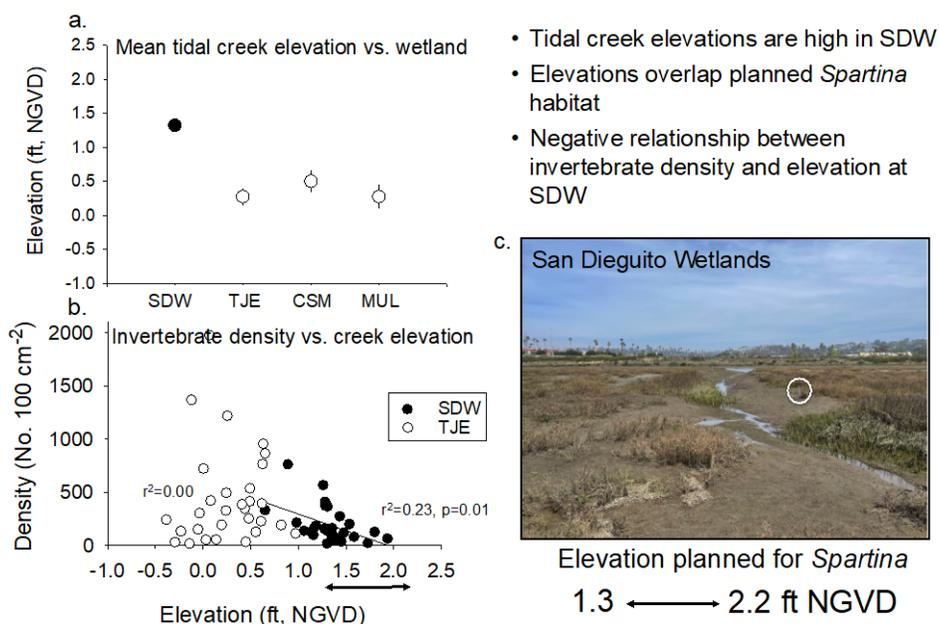 a.
Mean tidal creek elevation vs. wetland
Elevation (ft, NGVD)
2.5
2.0
1.5
1.0
0.5
0.0
-0.5
-1.0
SDW TJE CSM MUL
b.
Invertebrate density vs. creek elevation
Density (No. 100 cm-2)
2000
1500
1000
500
0
SDW
TJE
r²=0.00
r²=0.23, p=0.01
-1.0 -0.5 0.0 0.5 1.0 1.5 2.0 2.5
Elevation (ft, NGVD)
• Tidal creek elevations are high in SDW
• Elevations overlap planned Spartina
habitat
• Negative relationship between
invertebrate density and elevation at
SDW
c.
San Dieguito Wetlands
Elevation planned for Spartina
1.3 ↔ 2.2 ft NGVD